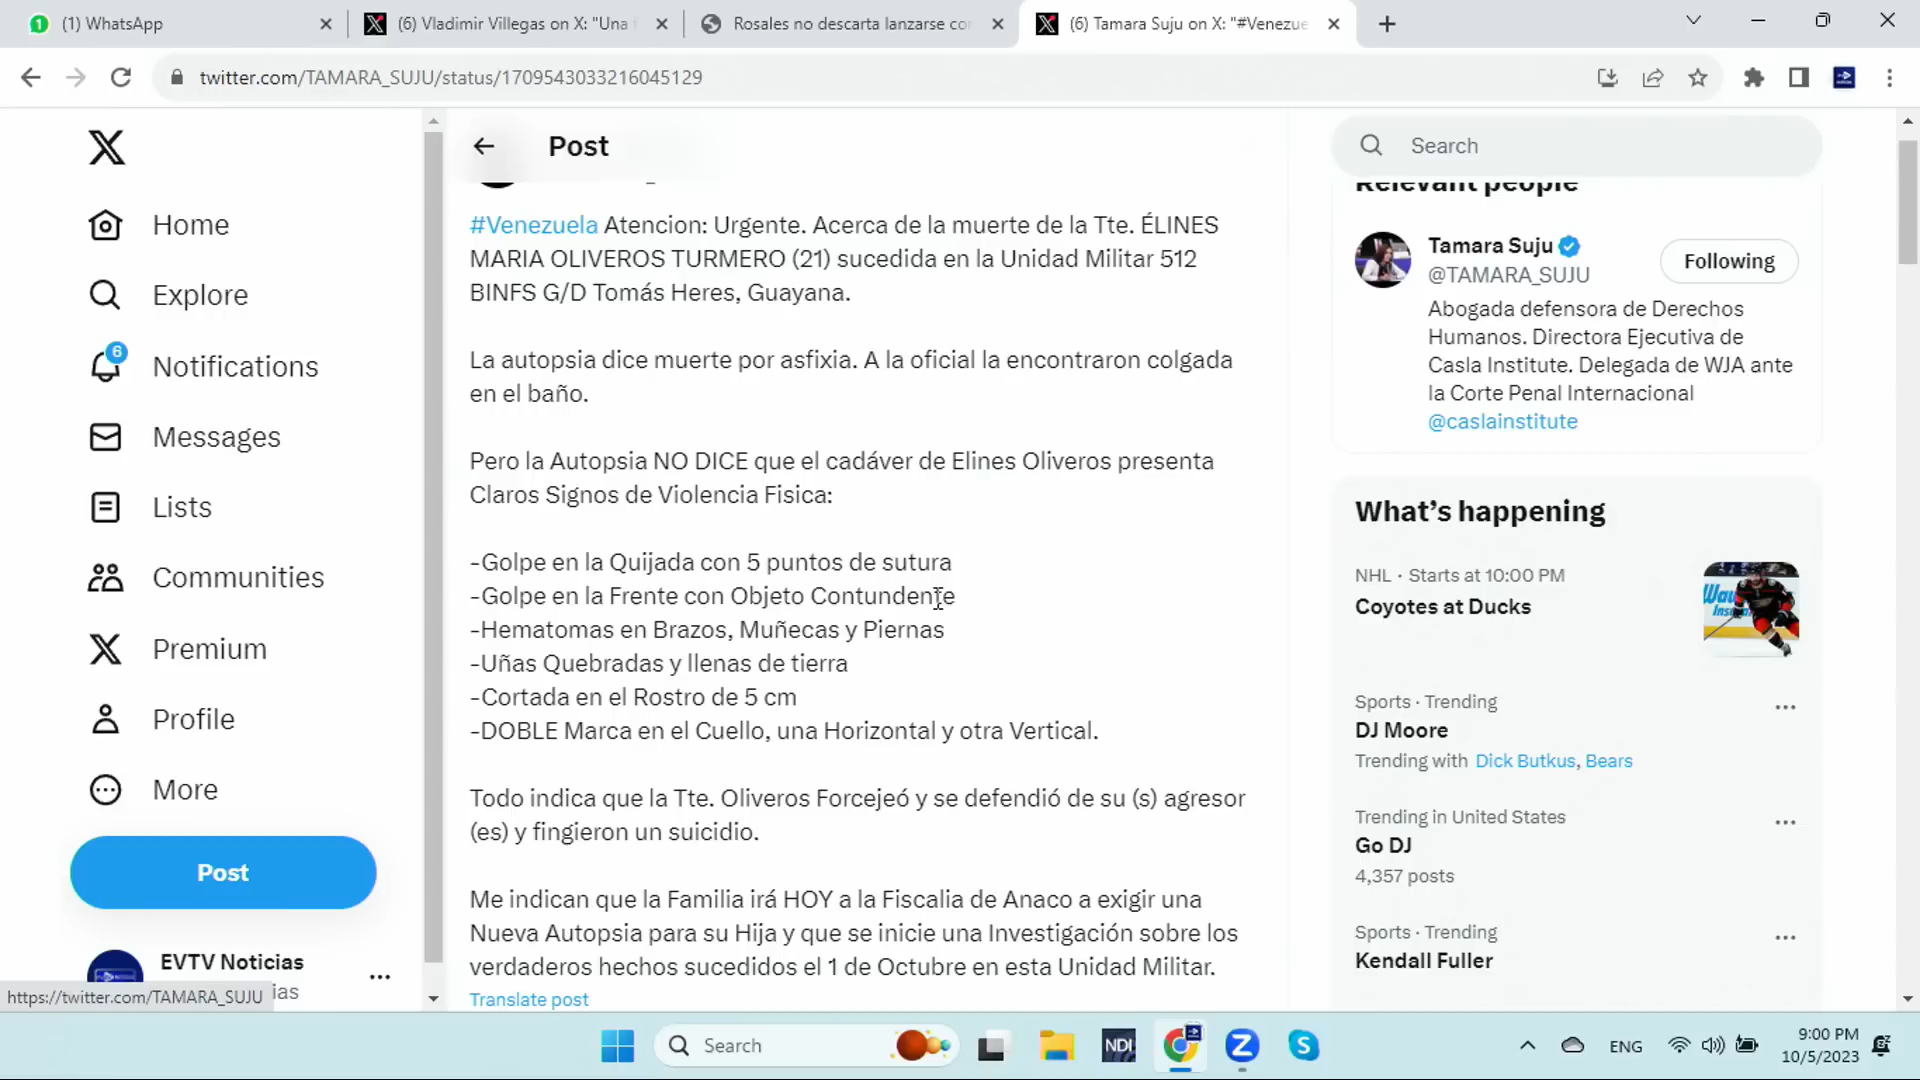 (1) WhatsApp
(6) Vladimir Villegas on X: "Una
Rosales no descarta lanzarse co
(6) Tamara Suju on X: "#Venezue
twitter.com/TAMARA_SUJU/status/1709543033216045129
Home
Explore
6
Notifications
Messages
Lists
Communities
Premium
Profile
More
Post
EVTV Noticias
ias
https://twitter.com/TAMARA_SUJU
Post
#Venezuela Atencion: Urgente. Acerca de la muerte de la Tte. ÉLINES
MARIA OLIVEROS TURMERO (21) sucedida en la Unidad Militar 512
BINFS G/D Tomás Heres, Guayana.
La autopsia dice muerte por asfixia. A la oficial la encontraron colgada
en el baño.
Pero la Autopsia NO DICE que el cadáver de Elines Oliveros presenta
Claros Signos de Violencia Fisica:
-Golpe en la Quijada con 5 puntos de sutura
-Golpe en la Frente con Objeto Contundente
-Hematomas en Brazos, Muñecas y Piernas
-Uñas Quebradas y llenas de tierra
-Cortada en el Rostro de 5 cm
-DOBLE Marca en el Cuello, una Horizontal y otra Vertical.
Todo indica que la Tte. Oliveros Forcejeó y se defendió de su (s) agresor
(es) y fingieron un suicidio.
Me indican que la Familia irá HOY a la Fiscalia de Anaco a exigir una
Nueva Autopsia para su Hija y que se inicie una Investigación sobre los
verdaderos hechos sucedidos el 1 de Octubre en esta Unidad Militar.
Translate post
Search
Relevant people
Tamara Suju
@TAMARA_SUJU
Following
Abogada defensora de Derechos
Humanos. Directora Ejecutiva de
Casla Institute. Delegada de WJA ante
la Corte Penal Internacional
@caslainstitute
What's happening
NHL · Starts at 10:00 PM
Coyotes at Ducks
Sports · Trending
DJ Moore
Trending with Dick Butkus, Bears
Trending in United States
Go DJ
4,357 posts
Sports · Trending
Kendall Fuller
Search
NDI
ENG
9:00 PM
10/5/2023